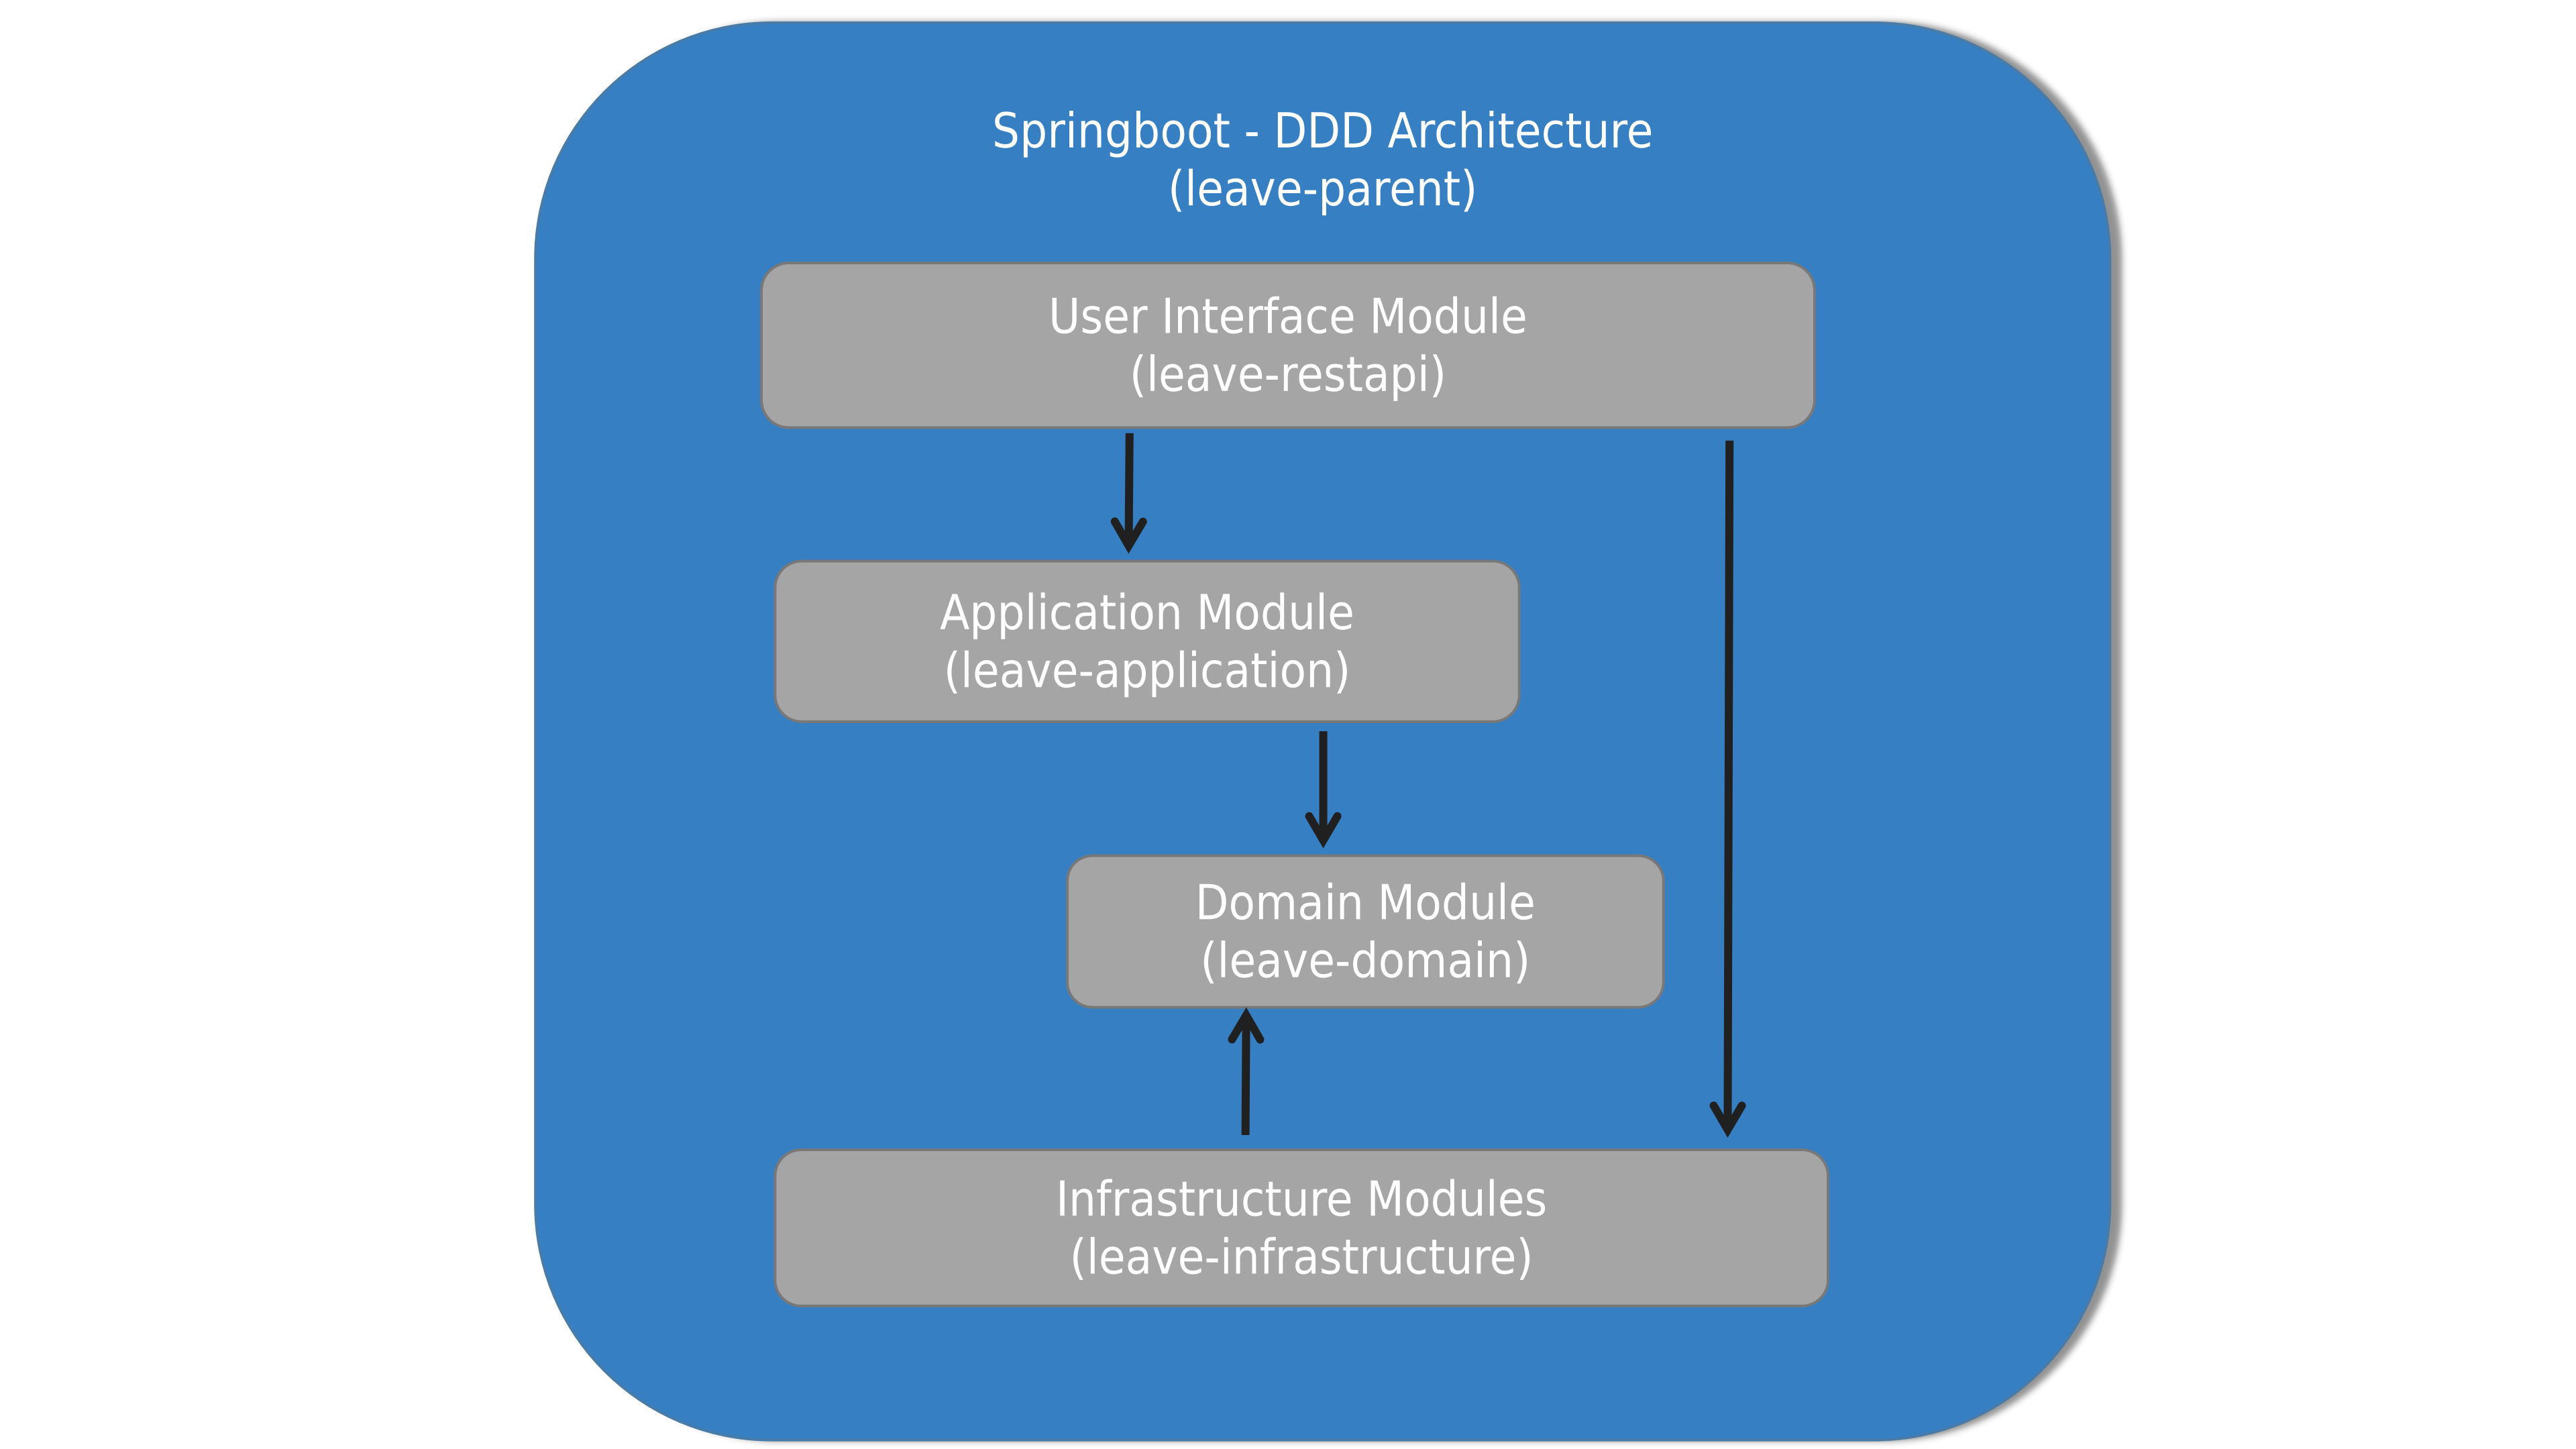 Springboot - DDD Architecture
(leave-parent)
User Interface Module
(leave-restapi)
Application Module
(leave-application)
Domain Module
(leave-domain)
Infrastructure Modules
(leave-infrastructure)